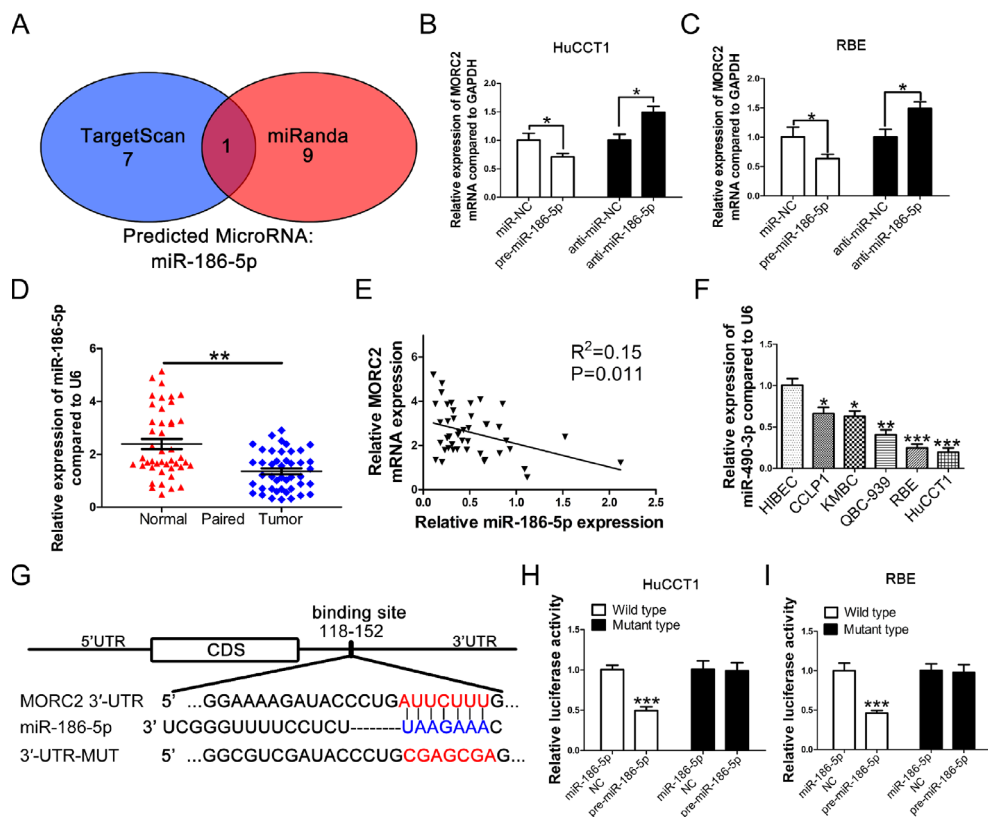 A
TargetScan
7
1
miRanda
9
Predicted MicroRNA:
miR-186-5p
B
HuCCT1
Relative expression of MORC2
mRNA compared to GAPDH
2.0
1.5
1.0
0.5
0.0
*
*
miR-NC
pre-miR-186-5p
anti-miR-NC
anti-miR-186-5p
C
RBE
Relative expression of MORC2
mRNA compared to GAPDH
2.0
1.5
1.0
0.5
0.0
*
*
miR-NC
pre-miR-186-5p
anti-miR-NC
anti-miR-186-5p
D
Relative expression of miR-186-5p
compared to U6
6
4
2
0
**
Normal Paired Tumor
E
Relative MORC2
mRNA expression
6
4
2
0
R2=0.15
P=0.011
0.0 0.5 1.0 1.5 2.0 2.5
Relative miR-186-5p expression
F
Relative expression of
miR-490-3p compared to U6
1.5
1.0
0.5
0.0
*
*
**
***
***
HIBEC
CCLP1
KMBC
QBC-939
RBE
HuCCT1
G
binding site
118-152
5'UTR
CDS
3'UTR
MORC2 3'-UTR 5' ...GGAAAAGAUACCCUGAUUCUUUG...
miR-186-5p 3' UCGGGUUUUCCUCU--------UAAGAAAC
3'-UTR-MUT 5' ...GGCGUCGAUACCCUGCGAGCGAG...
H
HuCCT1
Relative luciferase activity
2.0
1.5
1.0
0.5
0.0
Wild type
Mutant type
***
miR-186-5p
NC
pre-miR-186-5p
miR-186-5p
NC
pre-miR-186-5p
I
RBE
Relative luciferase activity
2.0
1.5
1.0
0.5
0.0
Wild type
Mutant type
***
miR-186-5p
NC
pre-miR-186-5p
miR-186-5p
NC
pre-miR-186-5p